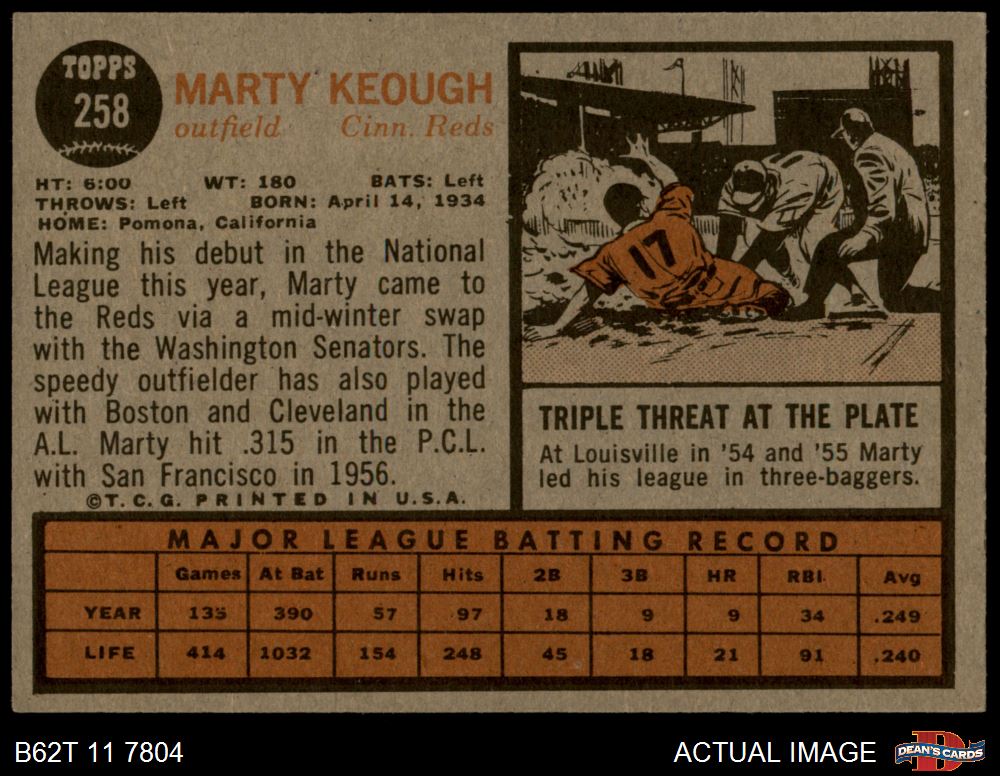 TOPPS
258
MARTY KEOUGH
outfield Cinn. Reds
HT: 6:00 WT: 180 BATS: Left
THROWS: Left BORN: April 14, 1934
HOME: Pomona, California
Making his debut in the National
League this year, Marty came to
the Reds via a mid-winter swap
with the Washington Senators. The
speedy outfielder has also played
with Boston and Cleveland in the
A.L. Marty hit .315 in the P.C.L.
with San Francisco in 1956.
©T.C.G. PRINTED IN U.S.A.
17
TRIPLE THREAT AT THE PLATE
At Louisville in '54 and '55 Marty
led his league in three-baggers.
MAJOR LEAGUE BATTING RECORD
Games At Bat Runs Hits 2B 3B HR RBI. Avg
YEAR 135 390 57 97 18 9 9 34 .249
LIFE 414 1032 154 248 45 18 21 91 .240
B62T 11 7804
ACTUAL IMAGE
D
DEAN'S CARDS